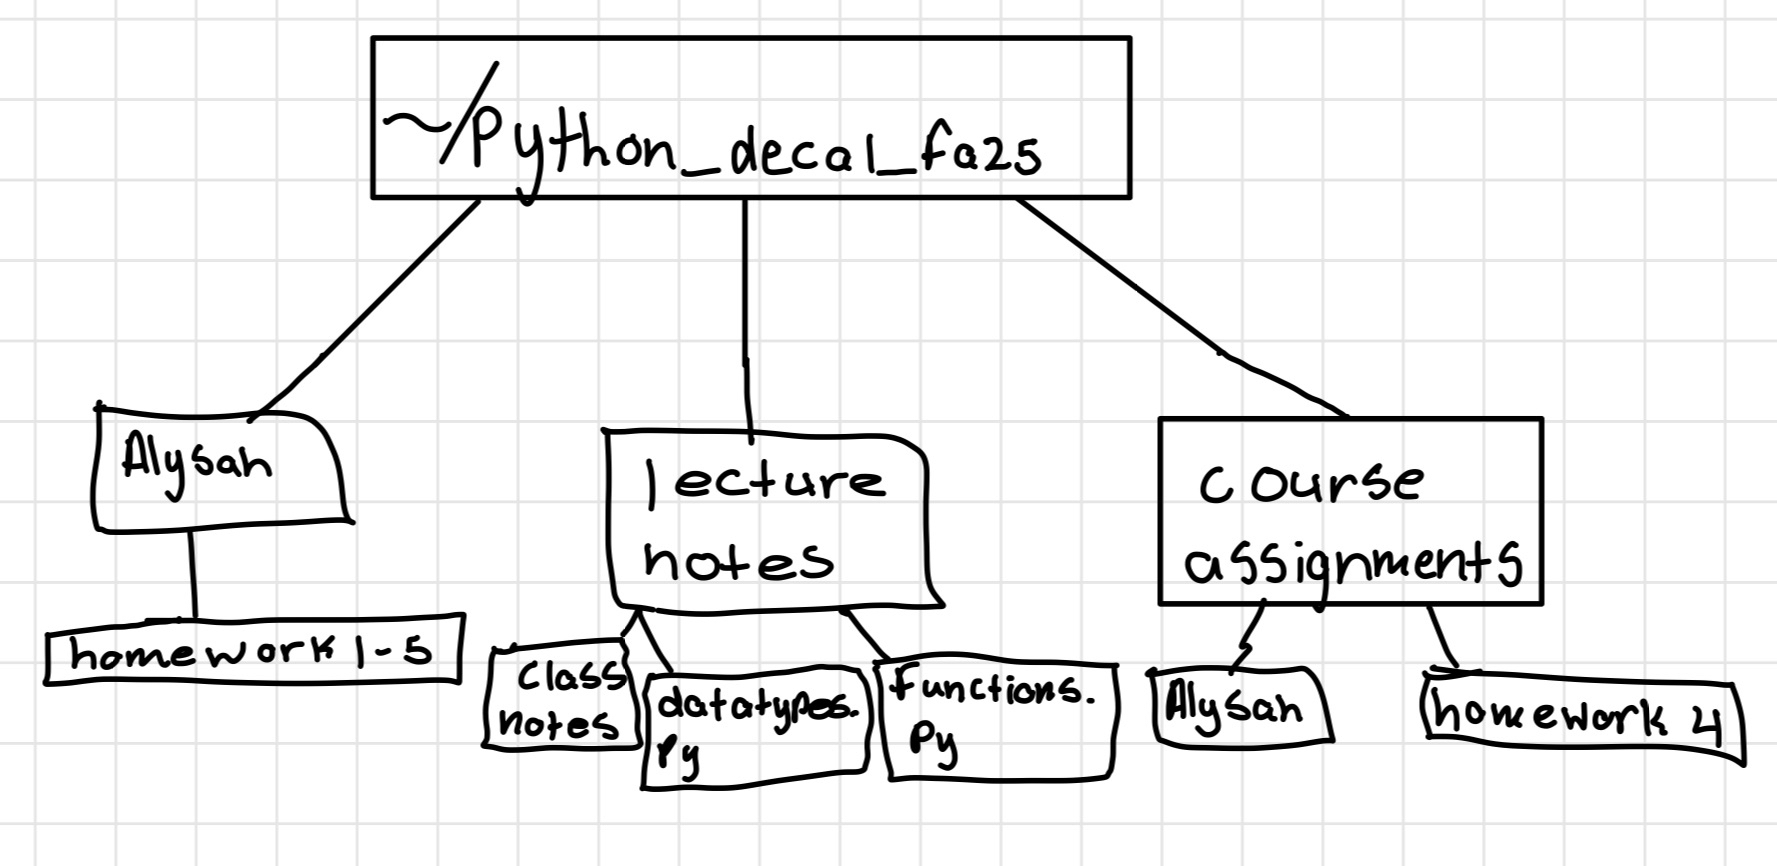 ~/Python_decal_fa25
Alysah
lecture
notes
course
assignments
homework 1-5
Class
notes
datatypes.
Py
functions.
Py
Alysah
homework 4